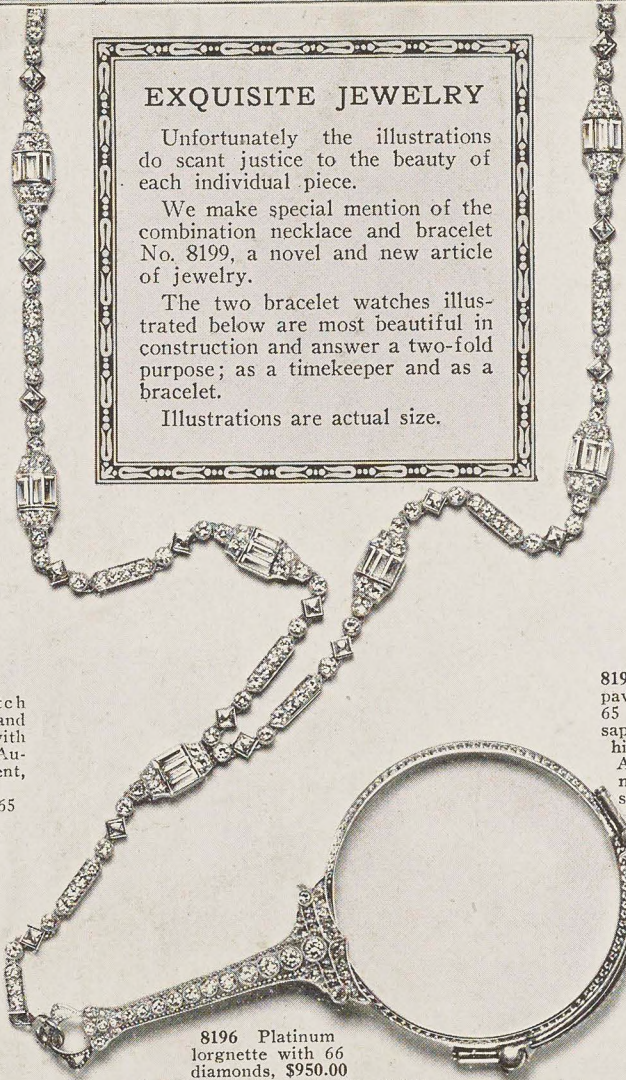 EXQUISITE JEWELRY
Unfortunately the illustrations
do scant justice to the beauty of
each individual piece.
We make special mention of the
combination necklace and bracelet
No. 8199, a novel and new article
of jewelry.
The two bracelet watches illus-
trated below are most beautiful in
construction and answer a two-fold
purpose; as a timekeeper and as a
bracelet.
Illustrations are actual size.
and
65
65
8196 Platinum
lorgnette with 66
diamonds, $950.00